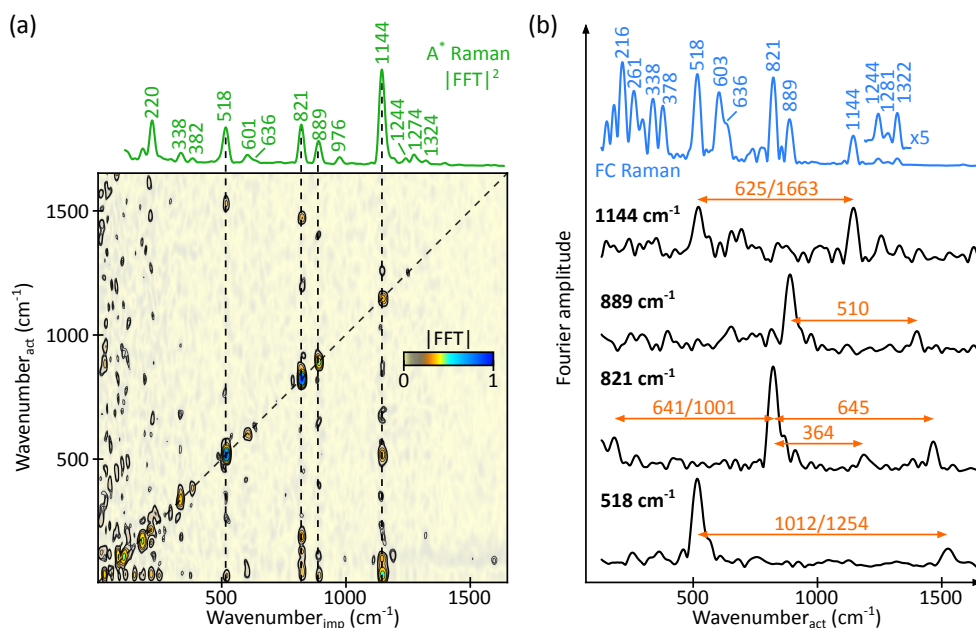 (a)
A* Raman
|FFT|²
220
338
382
518
601
636
821
889
976
1144
1244
1274
1324
1500
1000
500
Wavenumber_act (cm⁻¹)
|FFT|
0
1
500
1000
1500
Wavenumber_imp (cm⁻¹)
(b)
216
261
338
378
518
603
636
821
889
1144
1244
1281
1322
x5
FC Raman
625/1663
1144 cm⁻¹
889 cm⁻¹
510
821 cm⁻¹
641/1001
645
364
518 cm⁻¹
1012/1254
Fourier amplitude
500
1000
1500
Wavenumber_act (cm⁻¹)